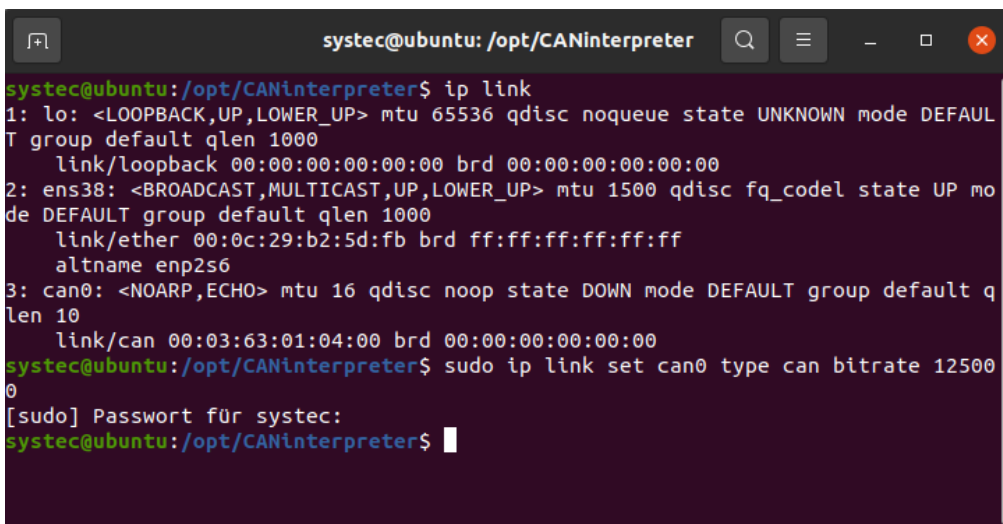 systec@ubuntu: /opt/CANinterpreter
systec@ubuntu:/opt/CANinterpreter$ ip link
1: lo: <LOOPBACK,UP,LOWER_UP> mtu 65536 qdisc noqueue state UNKNOWN mode DEFAUL
T group default qlen 1000
    link/loopback 00:00:00:00:00:00 brd 00:00:00:00:00:00
2: ens38: <BROADCAST,MULTICAST,UP,LOWER_UP> mtu 1500 qdisc fq_codel state UP mo
de DEFAULT group default qlen 1000
    link/ether 00:0c:29:b2:5d:fb brd ff:ff:ff:ff:ff:ff
    altname enp2s6
3: can0: <NOARP,ECHO> mtu 16 qdisc noop state DOWN mode DEFAULT group default q
len 10
    link/can 00:03:63:01:04:00 brd 00:00:00:00:00:00
systec@ubuntu:/opt/CANinterpreter$ sudo ip link set can0 type can bitrate 12500
0
[sudo] Passwort für systec:
systec@ubuntu:/opt/CANinterpreter$